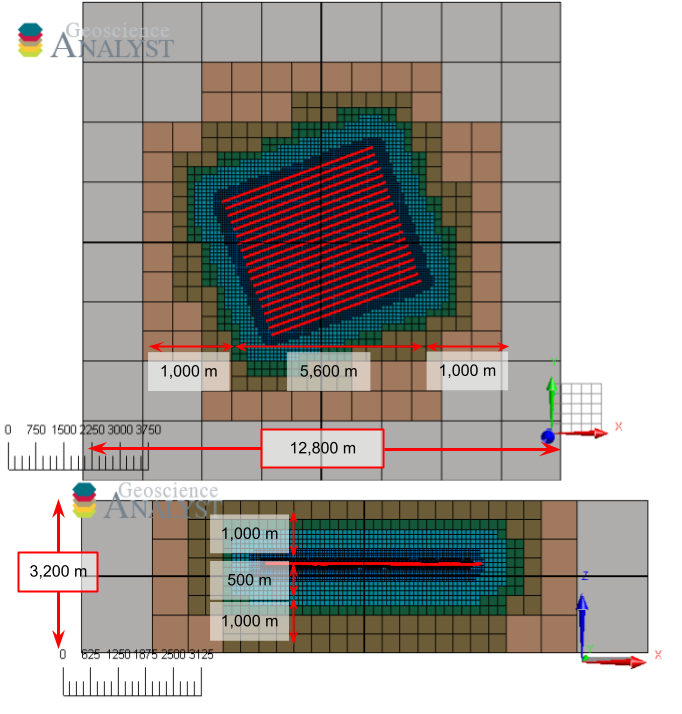 Geoscience
ANALYST
1,000 m
5,600 m
1,000 m
Y
X
0 750 1500 2250 3000 3750
12,800 m
Geoscience
ANALYST
1,000 m
3,200 m
500 m
Z
1,000 m
Y
X
0 625 1250 1875 2500 3125